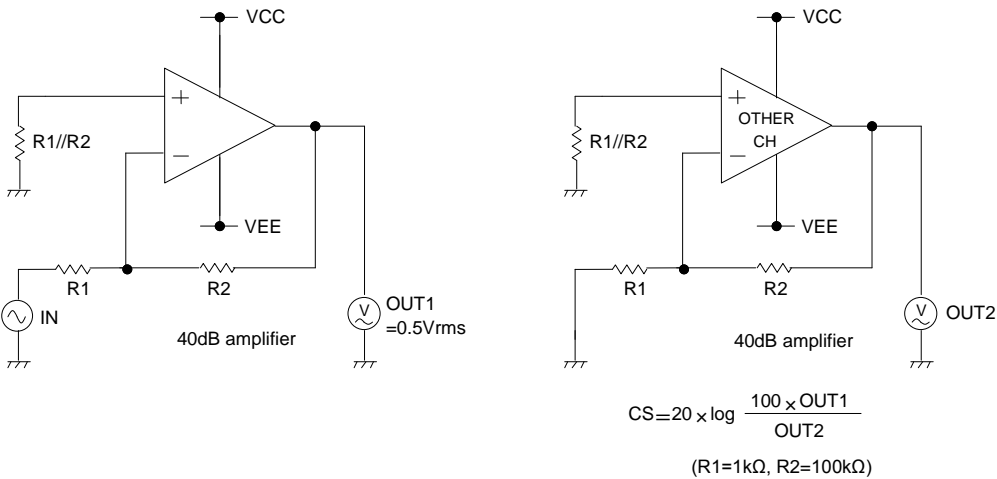 VCC
R1//R2
+
−
VEE
R1
R2
IN
OUT1
=0.5Vrms
V
40dB amplifier
VCC
R1//R2
+
OTHER
CH
−
VEE
R1
R2
V
OUT2
40dB amplifier
CS=20×log 100×OUT1
OUT2
(R1=1kΩ, R2=100kΩ)